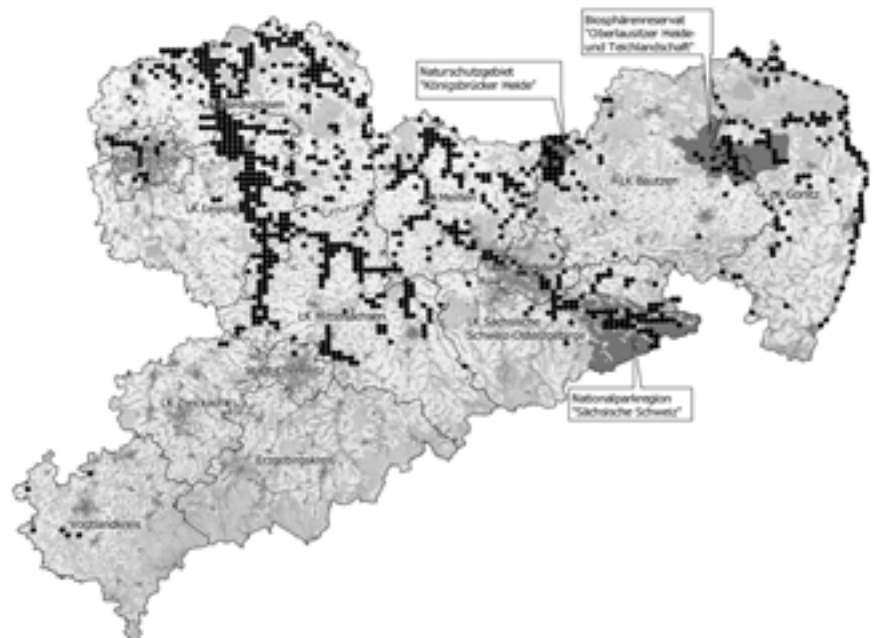 Biosphärenreservat
"Oberlausitzer Heide-
und Teichlandschaft"
Naturschutzgebiet
"Königsbrücker Heide"
LK Bautzen
LK Görlitz
LK Meißen
LK Leipzig
LK Mittelsachsen
LK Sächsische
Schweiz-Osterzgebirge
LK Zwickau
Nationalparkregion
"Sächsische Schweiz"
Erzgebirgskreis
Vogtlandkreis